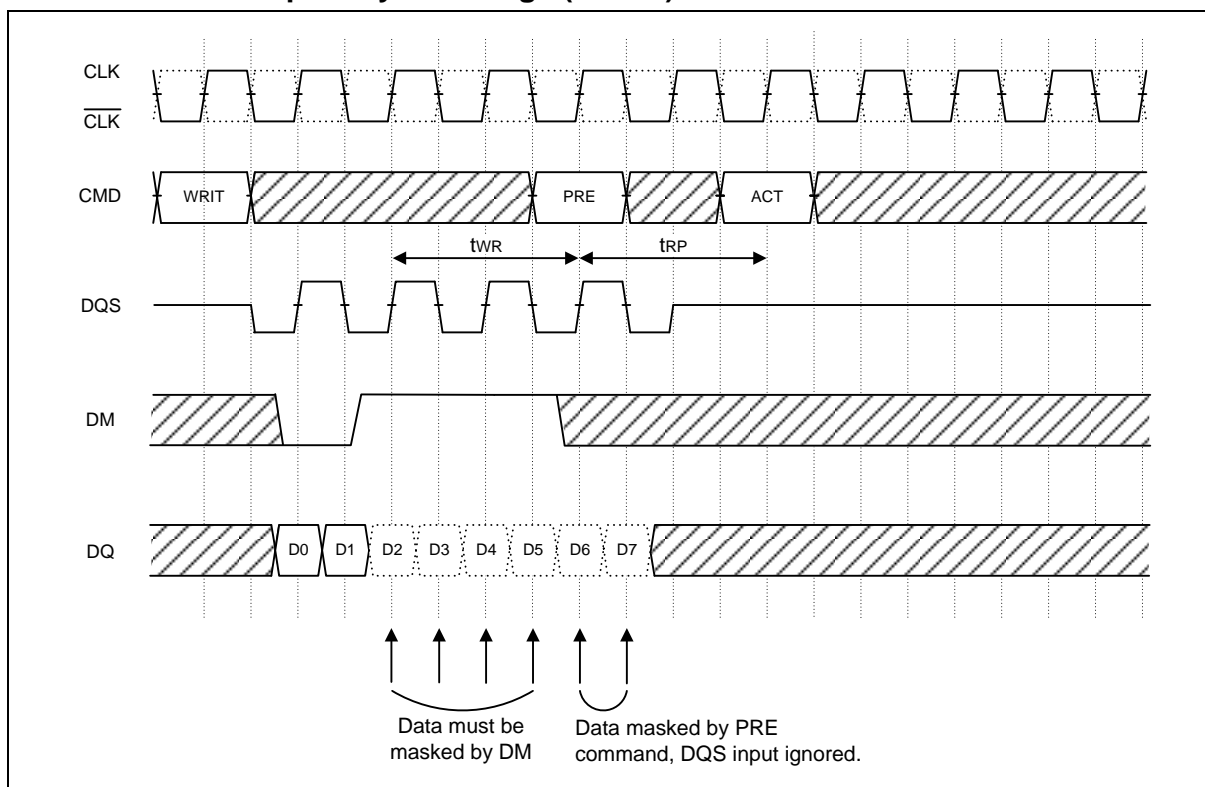 CLK
CLK
CMD WRIT PRE ACT
tWR tRP
DQS
DM
DQ D0 D1 D2 D3 D4 D5 D6 D7
Data must be Data masked by PRE
masked by DM command, DQS input ignored.